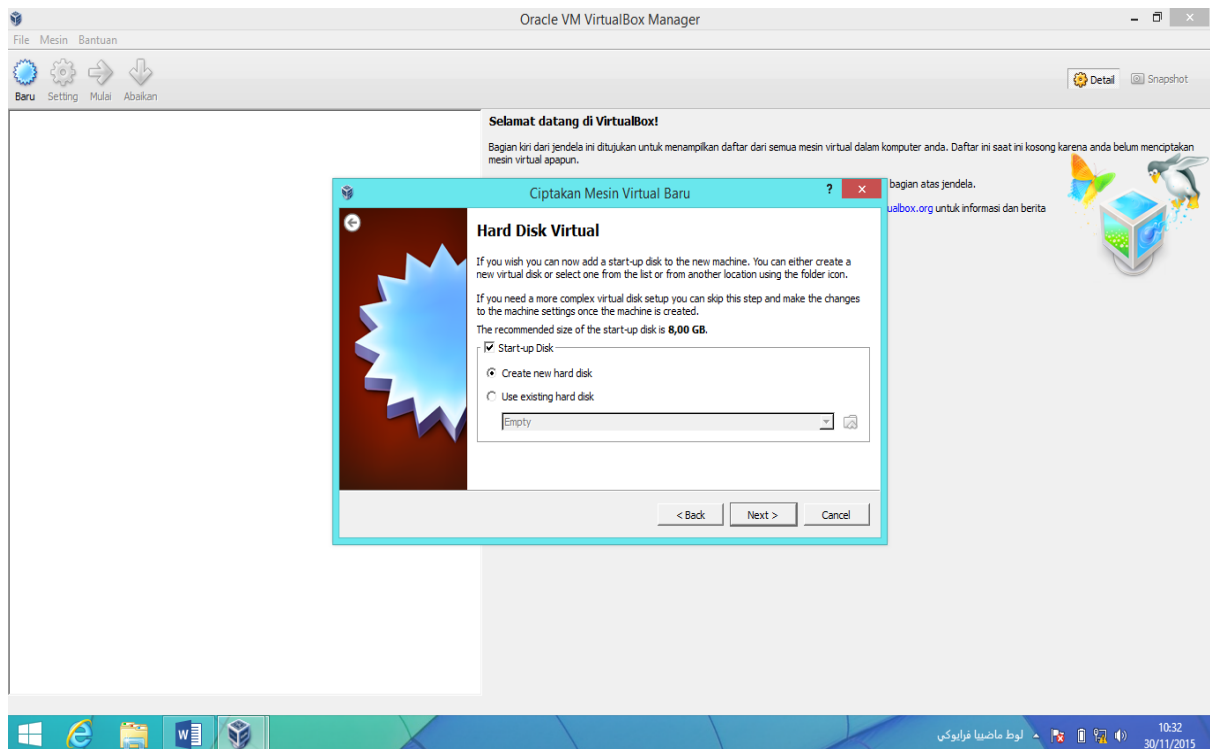 Oracle VM VirtualBox Manager
File Mesin Bantuan
Baru Setting Mulai Abaikan
Detail Snapshot
Selamat datang di VirtualBox!
Bagian kiri dari jendela ini ditujukan untuk menampilkan daftar dari semua mesin virtual dalam komputer anda. Daftar ini saat ini kosong karena anda belum menciptakan
mesin virtual apapun.
bagian atas jendela.
ualbox.org untuk informasi dan berita
Ciptakan Mesin Virtual Baru
Hard Disk Virtual
If you wish you can now add a start-up disk to the new machine. You can either create a
new virtual disk or select one from the list or from another location using the folder icon.
If you need a more complex virtual disk setup you can skip this step and make the changes
to the machine settings once the machine is created.
The recommended size of the start-up disk is 8,00 GB.
Start-up Disk
Create new hard disk
Use existing hard disk
Empty
< Back Next > Cancel
لوط ماضييا فرايوكي
10:32
30/11/2015